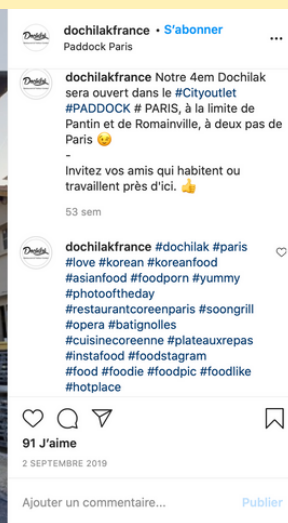 dochilakfrance • S'abonner
Paddock Paris
dochilakfrance Notre 4em Dochilak
sera ouvert dans le #Cityoutlet
#PADDOCK # PARIS, à la limite de
Pantin et de Romainville, à deux pas de
Paris 😉
-
Invitez vos amis qui habitent ou
travaillent près d'ici. 👍
53 sem
dochilakfrance #dochilak #paris
#love #korean #koreanfood
#asianfood #foodporn #yummy
#photooftheday
#restaurantcoreenparis #soongrill
#opera #batignolles
#cuisinecoreenne #plateauxrepas
#instafood #foodstagram
#food #foodie #foodpic #foodlike
#hotplace
91 J'aime
2 SEPTEMBRE 2019
Ajouter un commentaire... Publier